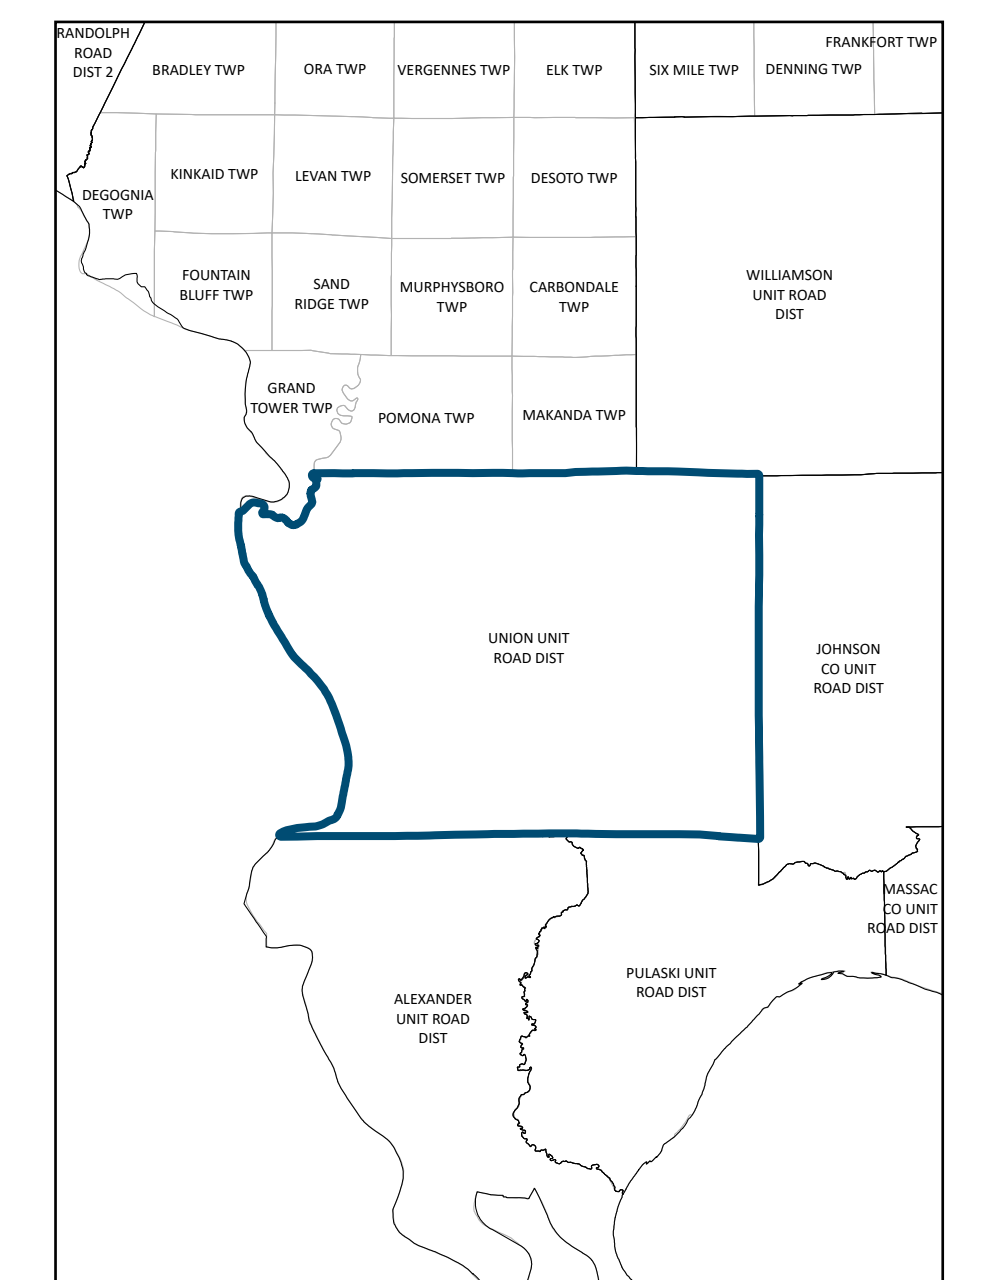 RANDOLPH
ROAD
DIST 2
BRADLEY TWP
ORA TWP
VERGENNES TWP
ELK TWP
SIX MILE TWP
DENNING TWP
FRANKFORT TWP
DEGOGNIA
TWP
KINKAID TWP
LEVAN TWP
SOMERSET TWP
DESOTO TWP
FOUNTAIN
BLUFF TWP
SAND
RIDGE TWP
MURPHYSBORO
TWP
CARBONDALE
TWP
WILLIAMSON
UNIT ROAD
DIST
GRAND
TOWER TWP
POMONA TWP
MAKANDA TWP
UNION UNIT
ROAD DIST
JOHNSON
CO UNIT
ROAD DIST
MASSAC
CO UNIT
ROAD DIST
PULASKI UNIT
ROAD DIST
ALEXANDER
UNIT ROAD
DIST